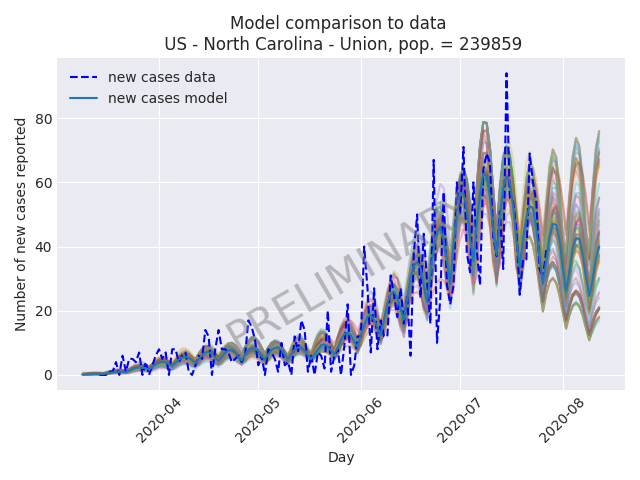 Model comparison to data
US - North Carolina - Union, pop. = 239859
new cases data
new cases model
PRELIMINARY
Number of new cases reported
80
60
40
20
0
2020-04
2020-05
2020-06
2020-07
2020-08
Day